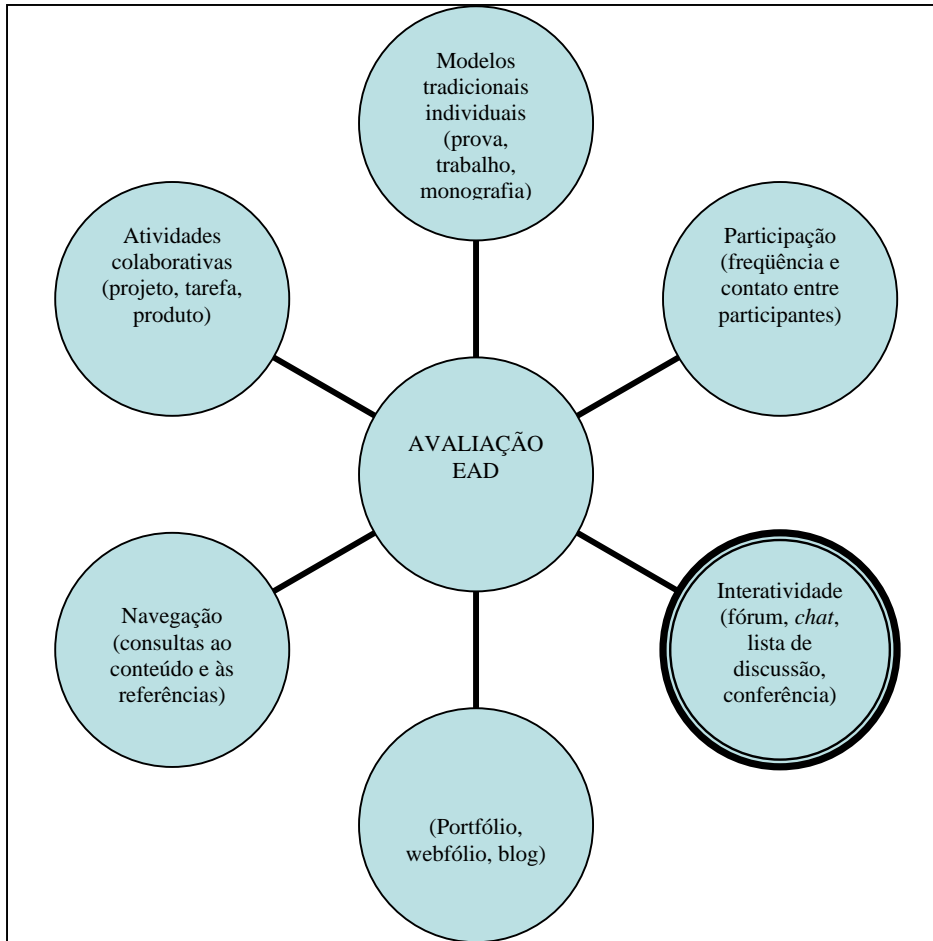 Modelos
tradicionais
individuais
(prova,
trabalho,
monografia)
Atividades
colaborativas
(projeto, tarefa,
produto)
Participação
(freqüência e
contato entre
participantes)
AVALIAÇÃO
EAD
Navegação
(consultas ao
conteúdo e às
referências)
Interatividade
(fórum, chat,
lista de
discussão,
conferência)
(Portfólio,
webfólio, blog)